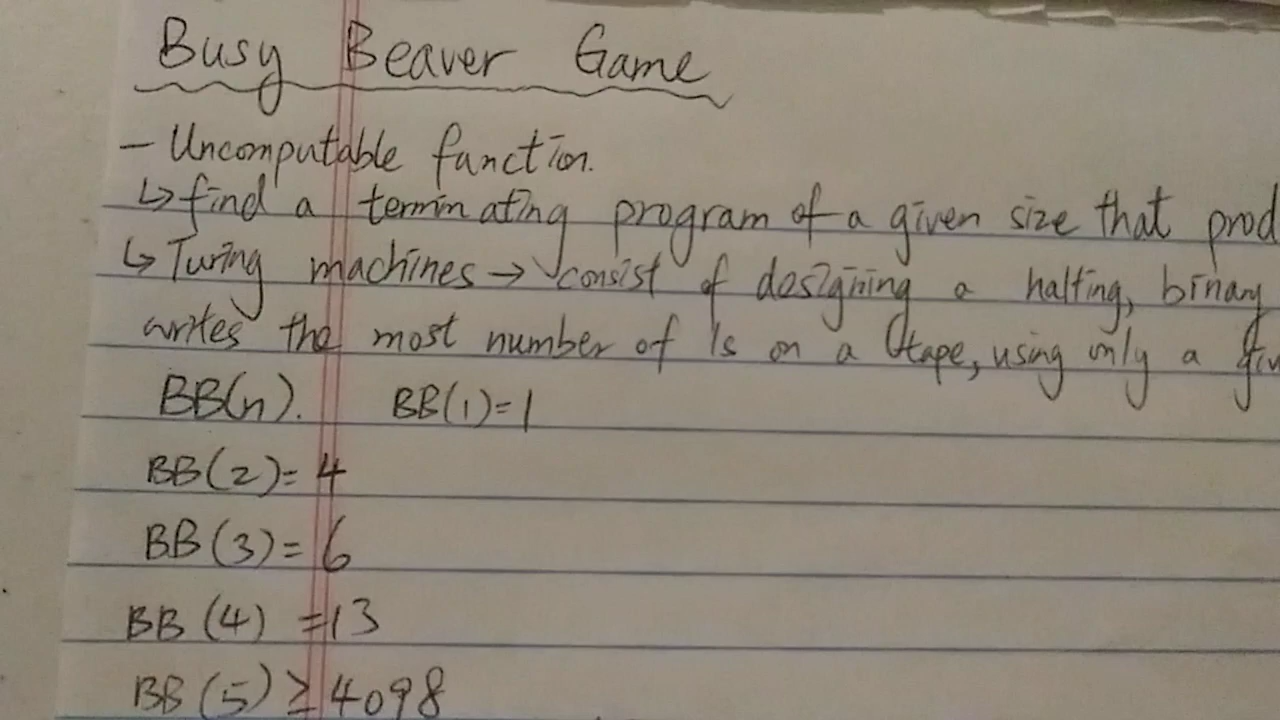 Busy Beaver Game
- Uncomputable function.
↳ find a terminating program of a given size that prod
↳ Turing machines → consist of designing a halting, binary
writes the most number of 1s on a tape, using only a giv
BB(n). BB(1)=1
BB(2)=4
BB(3)=6
BB(4)=13
BB(5)≥4098